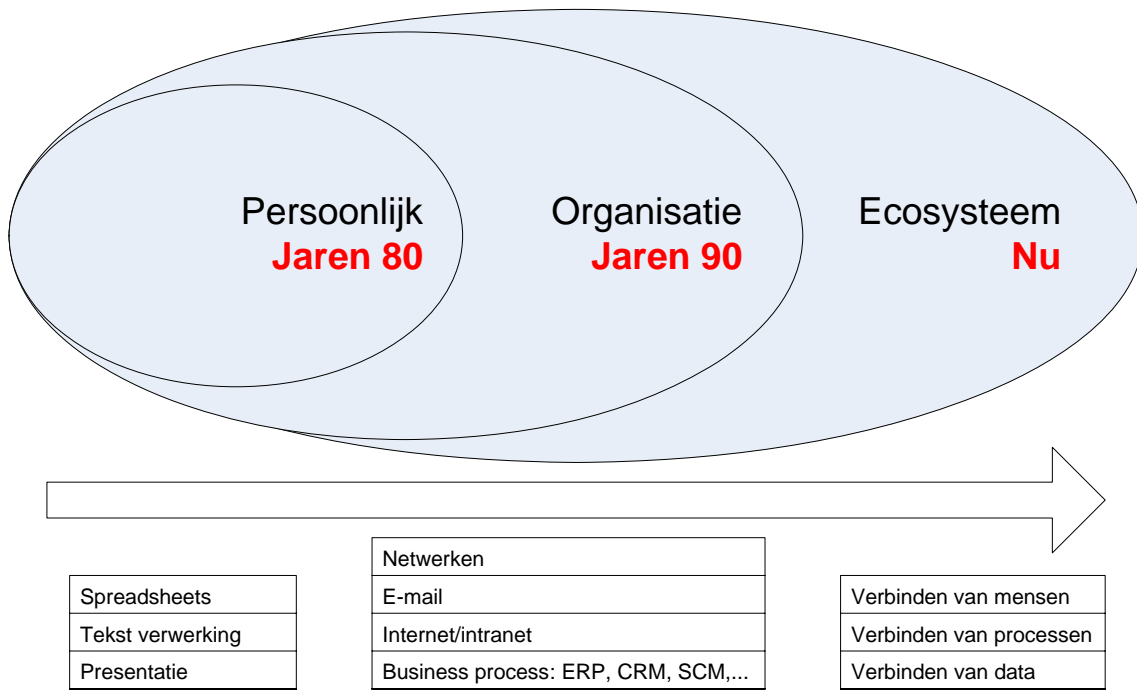 Persoonlijk
Jaren 80
Organisatie
Jaren 90
Ecosysteem
Nu
Spreadsheets
Tekst verwerking
Presentatie
Netwerken
E-mail
Internet/intranet
Business process: ERP, CRM, SCM,...
Verbinden van mensen
Verbinden van processen
Verbinden van data